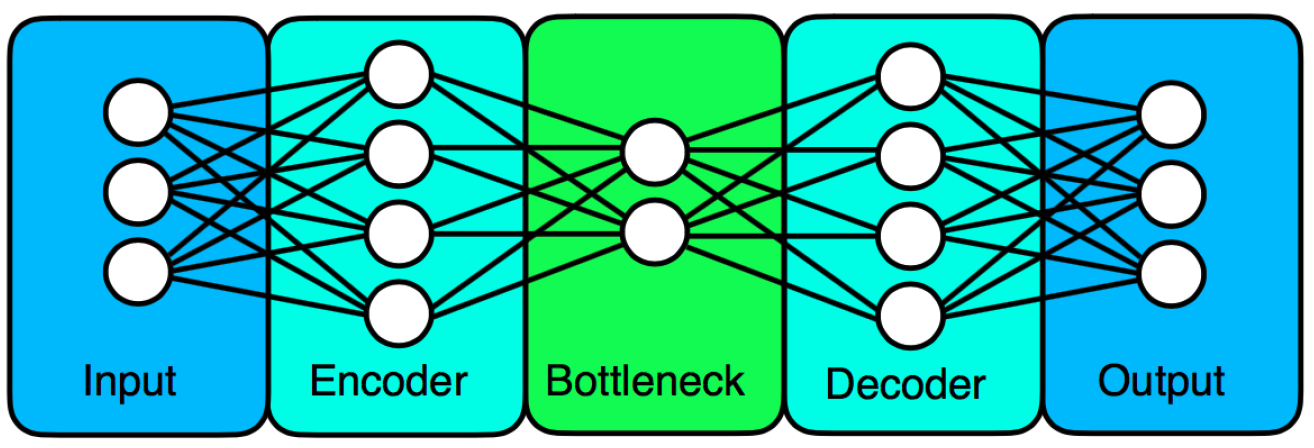 Input
Encoder
Bottleneck
Decoder
Output